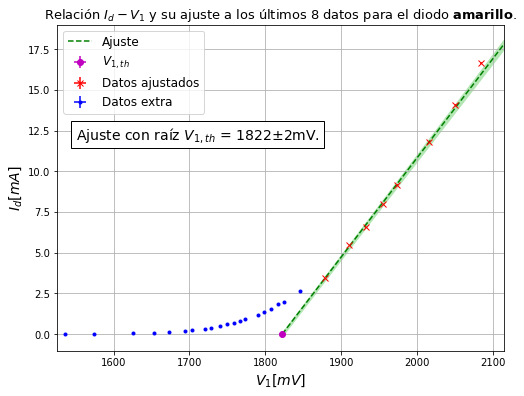 Relación I_d − V_1 y su ajuste a los últimos 8 datos para el diodo amarillo.
Ajuste
V_{1,th}
Datos ajustados
Datos extra
Ajuste con raíz V_{1,th} = 1822±2mV.
I_d[mA]
17.5
15.0
12.5
10.0
7.5
5.0
2.5
0.0
1600 1700 1800 1900 2000 2100
V_1[mV]